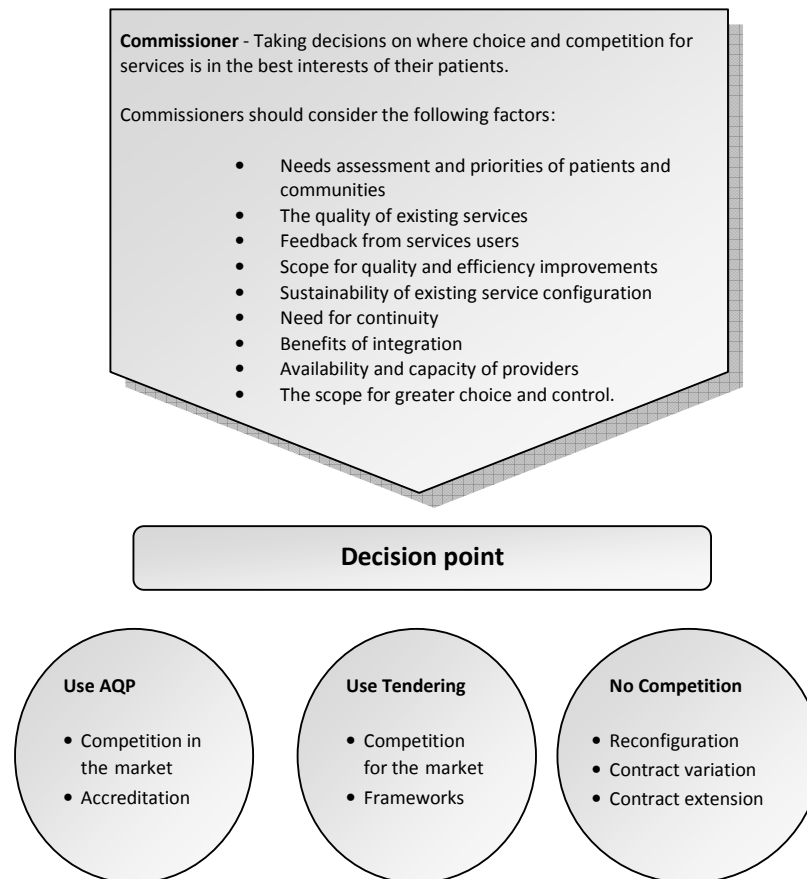 Commissioner - Taking decisions on where choice and competition for
services is in the best interests of their patients.
Commissioners should consider the following factors:
• Needs assessment and priorities of patients and
communities
• The quality of existing services
• Feedback from services users
• Scope for quality and efficiency improvements
• Sustainability of existing service configuration
• Need for continuity
• Benefits of integration
• Availability and capacity of providers
• The scope for greater choice and control.
Decision point
Use AQP
• Competition in
the market
• Accreditation
Use Tendering
• Competition
for the market
• Frameworks
No Competition
• Reconfiguration
• Contract variation
• Contract extension